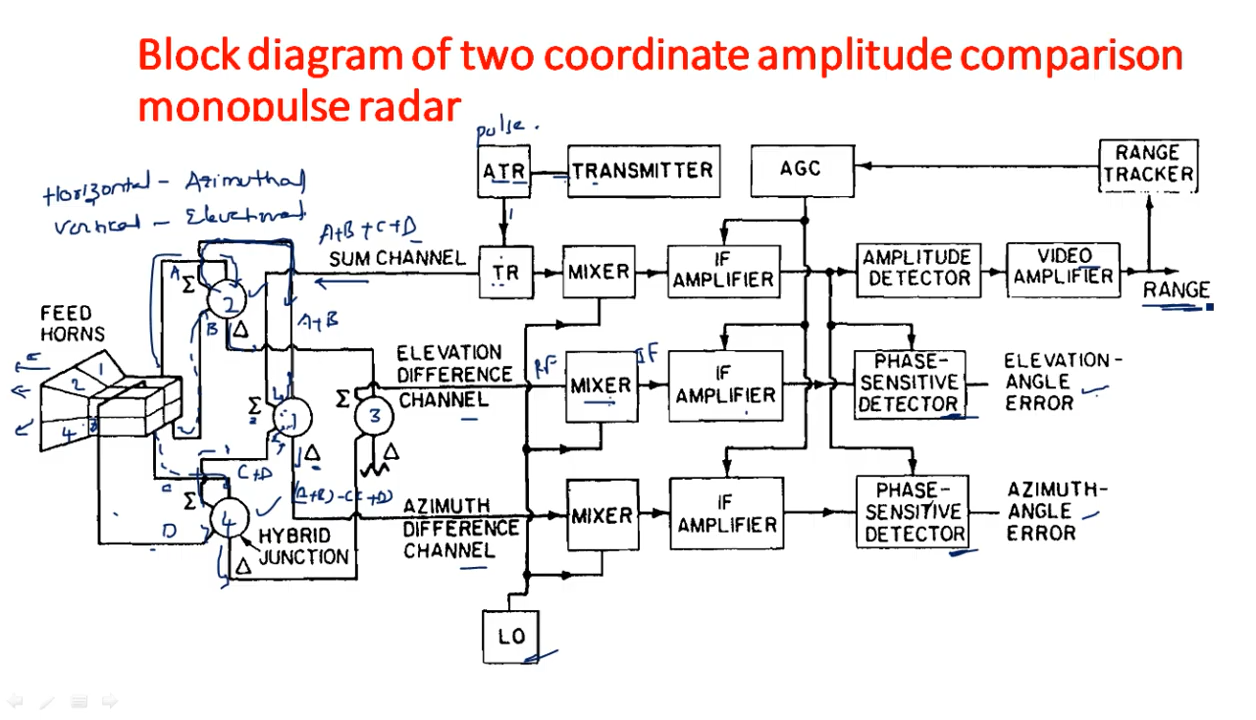 Block diagram of two coordinate amplitude comparison
monopulse radar
pulse.
ATR
TRANSMITTER
AGC
RANGE
TRACKER
Horizontal - Azimuthal
Vertical -
A+B+C+D
SUM CHANNEL
TR
MIXER
IF
AMPLIFIER
AMPLITUDE
DETECTOR
VIDEO
AMPLIFIER
RANGE
A
Σ
2
B
Δ
A+B
FEED
HORNS
1
2
4
ELEVATION
DIFFERENCE
CHANNEL
RF
MIXER
IF
IF
AMPLIFIER
PHASE-
SENSITIVE
DETECTOR
ELEVATION-
ANGLE
ERROR
Σ
1
Δ
Σ
3
Δ
C+D
(A+B)-(C+D)
Σ
4
D
Δ
HYBRID
JUNCTION
AZIMUTH
DIFFERENCE
CHANNEL
MIXER
IF
AMPLIFIER
PHASE-
SENSITIVE
DETECTOR
AZIMUTH-
ANGLE
ERROR
LO